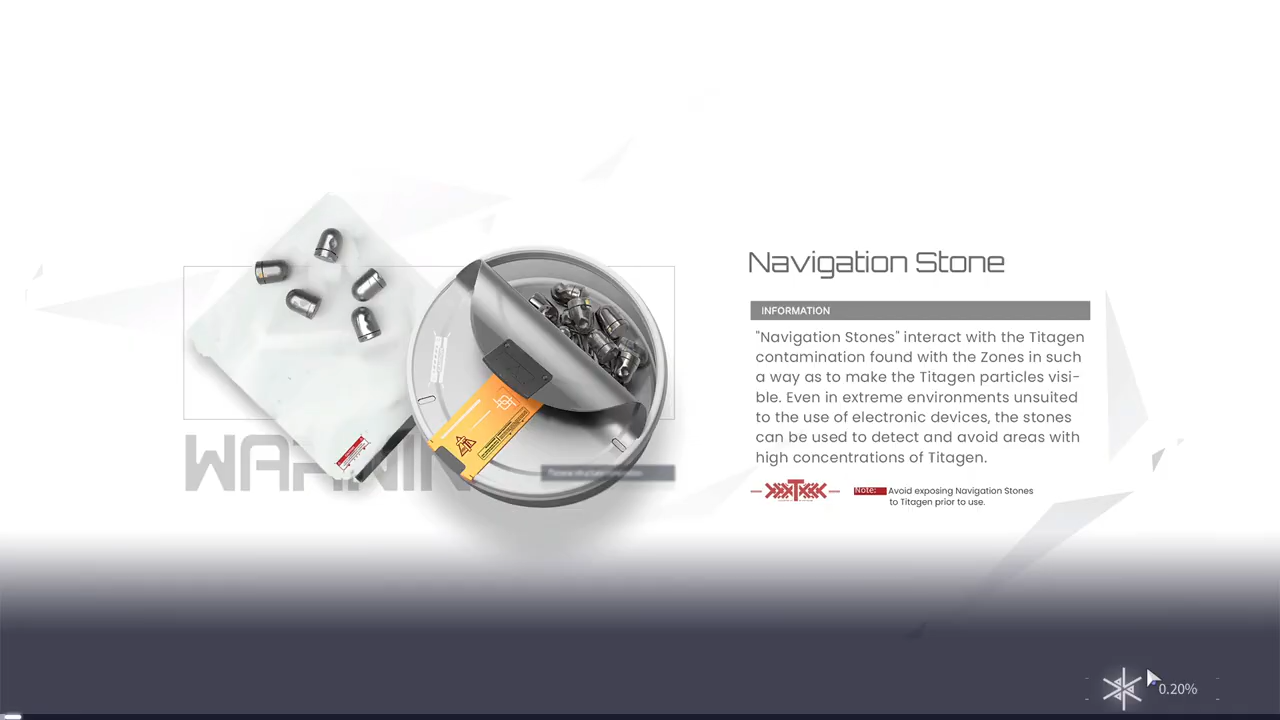 Navigation Stone
INFORMATION
"Navigation Stones" interact with the Titagen
contamination found with the Zones in such
a way as to make the Titagen particles visi-
ble. Even in extreme environments unsuited
to the use of electronic devices, the stones
can be used to detect and avoid areas with
high concentrations of Titagen.
Note: Avoid exposing Navigation Stones
to Titagen prior to use.
0.20%